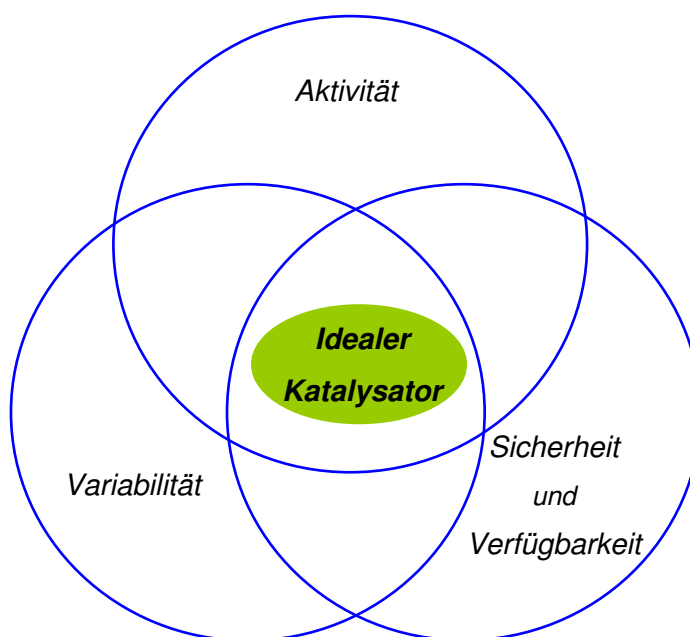 Aktivität
Idealer
Katalysator
Variabilität
Sicherheit
und
Verfügbarkeit